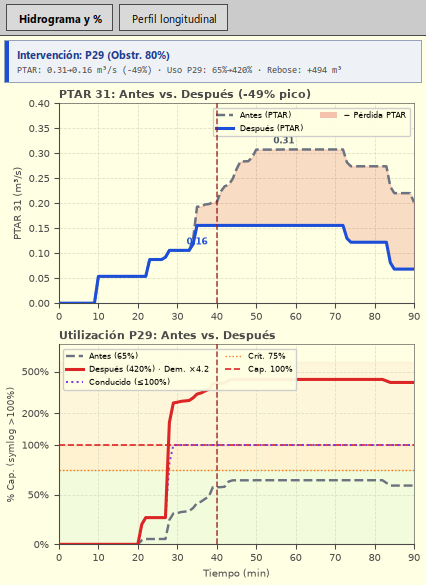 Hidrograma y %
Perfil longitudinal
Intervención: P29 (Obstr. 80%)
PTAR: 0.31→0.16 m³/s (-49%) · Uso P29: 65%→420% · Rebose: +494 m³
PTAR 31: Antes vs. Después (-49% pico)
PTAR 31 (m³/s)
0.40
0.35
0.30
0.25
0.20
0.15
0.10
0.05
0.00
Antes (PTAR)
Después (PTAR)
− Pérdida PTAR
0.31
0.16
0 10 20 30 40 50 60 70 80 90
Utilización P29: Antes vs. Después
% Cap. (symlog >100%)
500%
200%
100%
50%
0%
Antes (65%)
Después (420%) · Dem. ×4.2
Conducido (≤100%)
Crit. 75%
Cap. 100%
0 10 20 30 40 50 60 70 80 90
Tiempo (min)